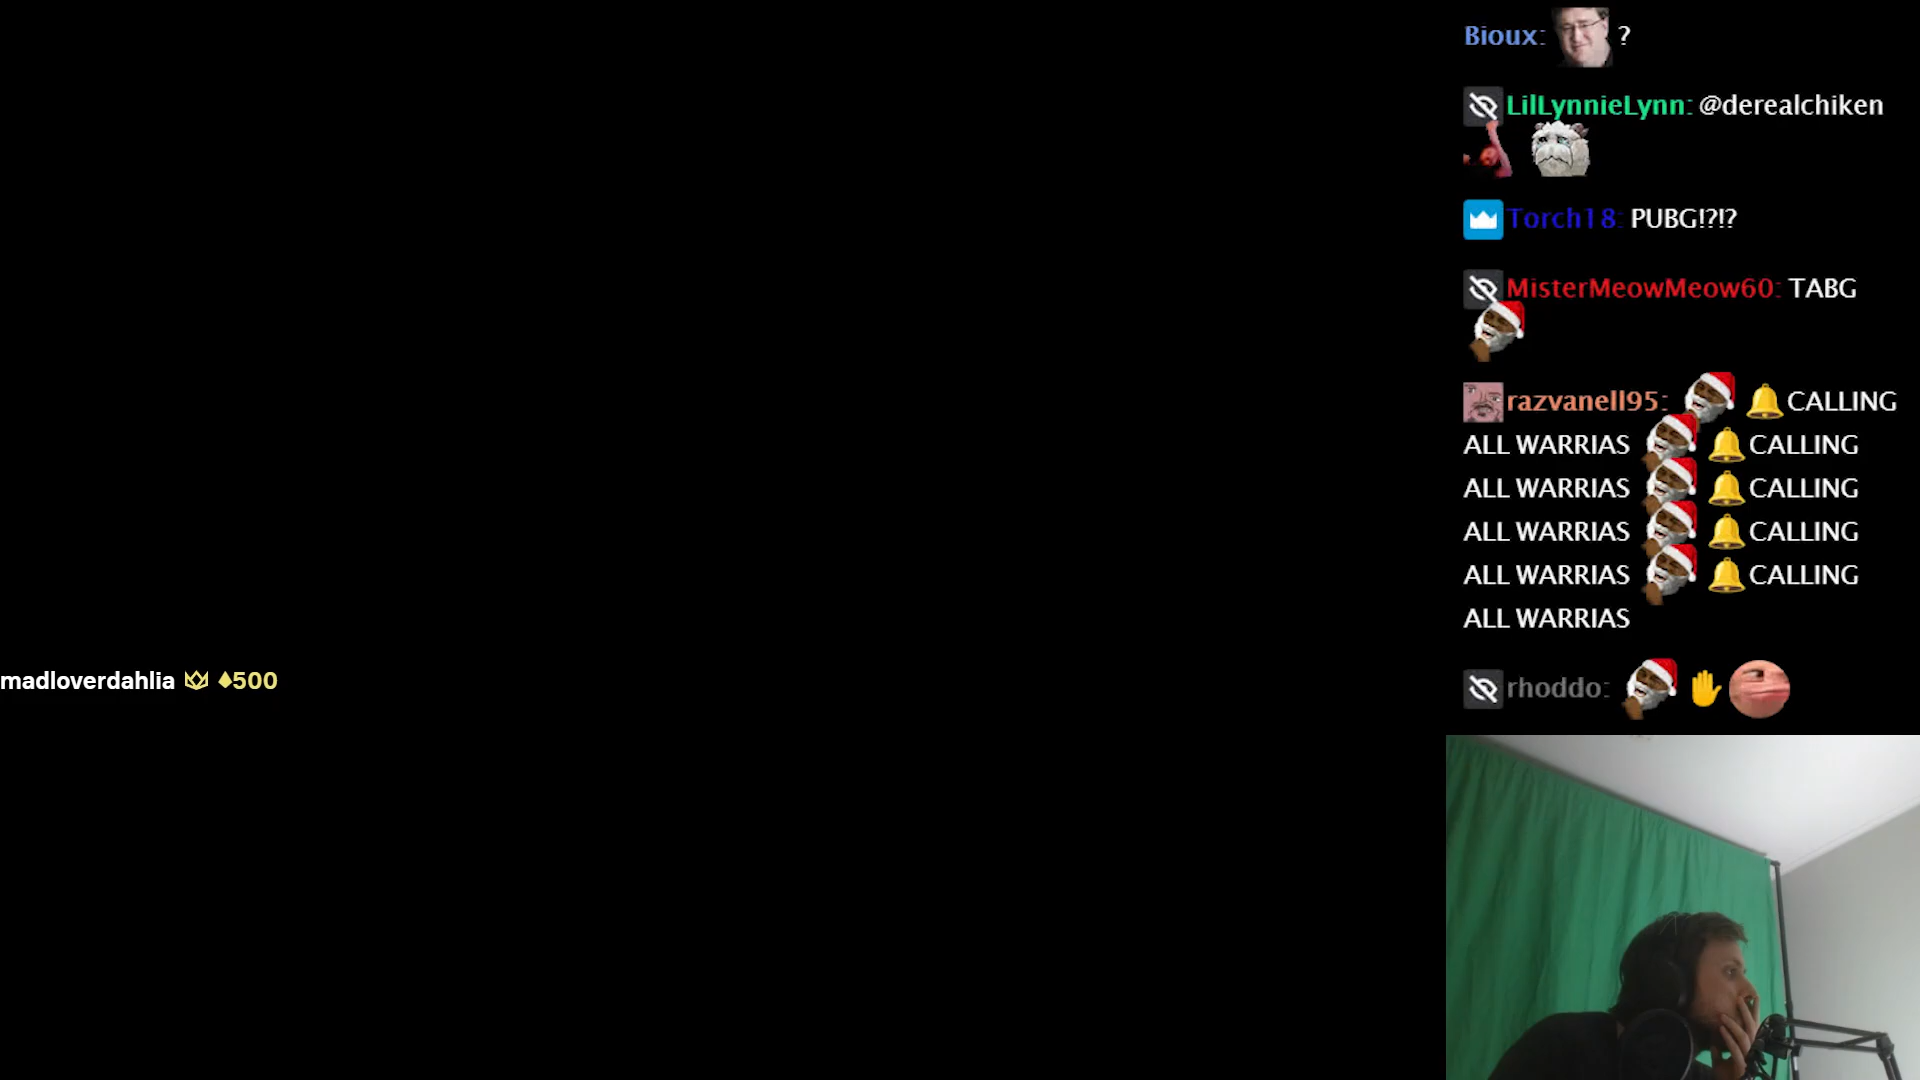 Bioux: ?
LilLynnieLynn: @derealchiken
Torch18: PUBG!?!?
MisterMeowMeow60: TABG
razvanell95: CALLING
ALL WARRIAS CALLING
ALL WARRIAS CALLING
ALL WARRIAS CALLING
ALL WARRIAS CALLING
ALL WARRIAS
madloverdahlia 500
rhoddo: